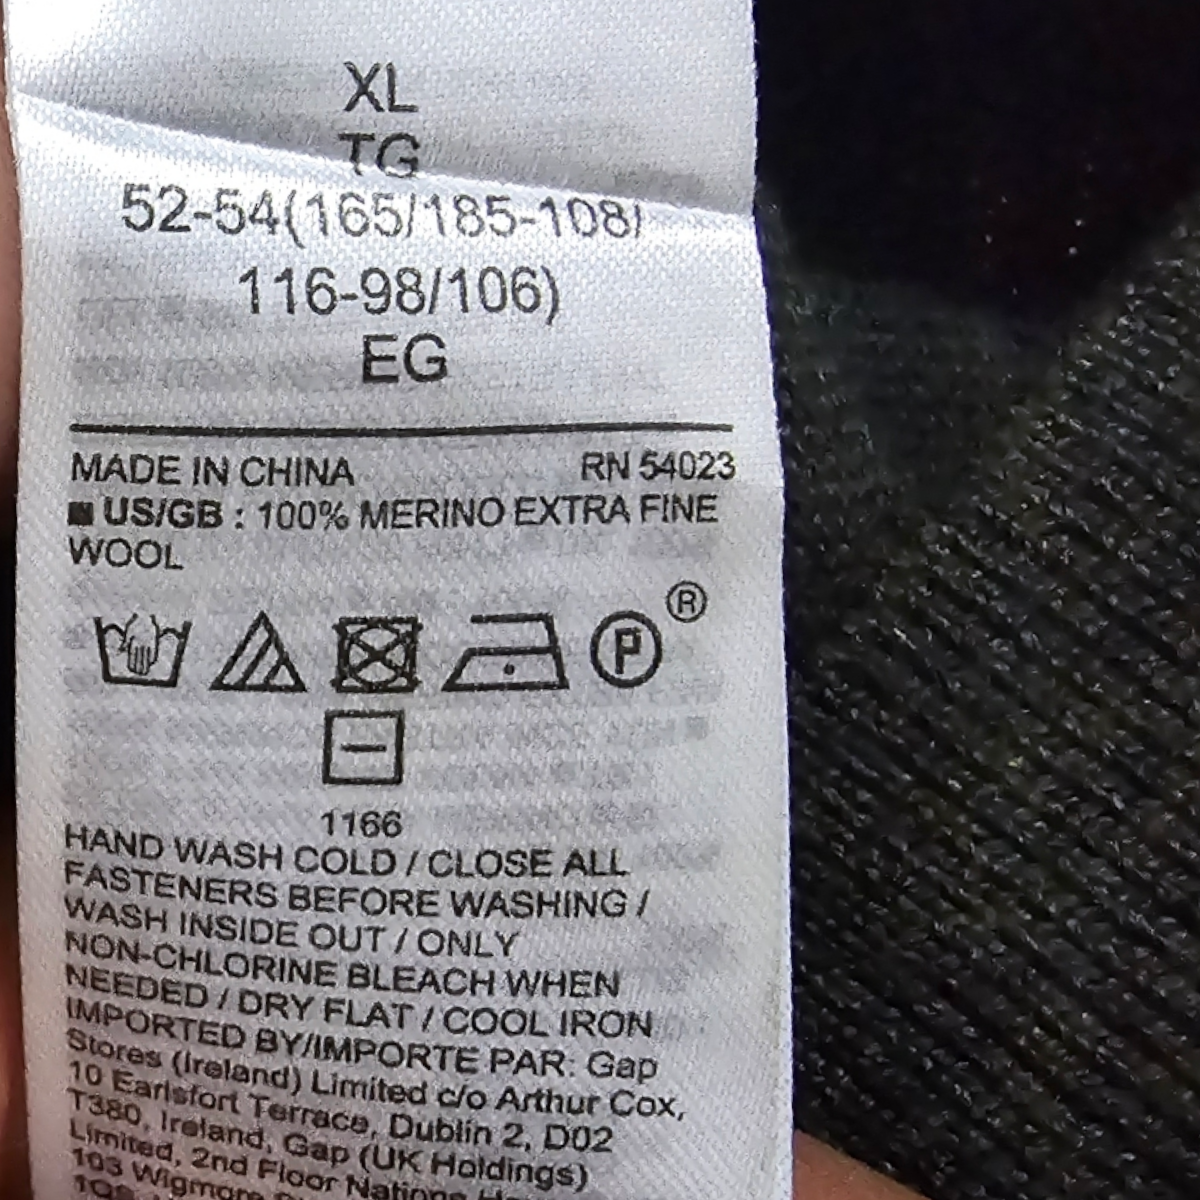 XL
TG
52-54(165/185-108/
116-98/106)
EG
MADE IN CHINA RN 54023
■ US/GB : 100% MERINO EXTRA FINE
WOOL
P ®
1166
HAND WASH COLD / CLOSE ALL
FASTENERS BEFORE WASHING /
WASH INSIDE OUT / ONLY
NON-CHLORINE BLEACH WHEN
NEEDED / DRY FLAT / COOL IRON
IMPORTED BY/IMPORTE PAR: Gap
Stores (Ireland) Limited c/o Arthur Cox,
10 Earlsfort Terrace, Dublin 2, D02
T380, Ireland, Gap (UK Holdings)
Limited, 2nd Floor Nations
103 Wigmore